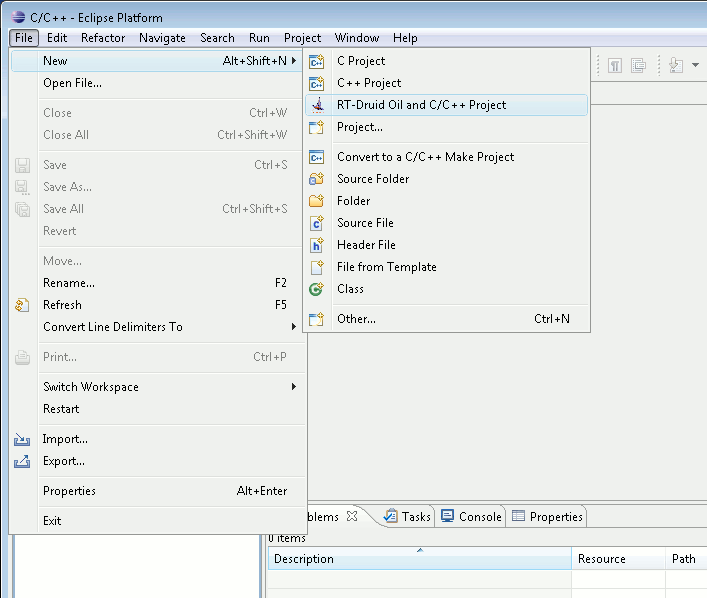 C/C++ - Eclipse Platform
File Edit Refactor Navigate Search Run Project Window Help
New Alt+Shift+N
Open File...
Close Ctrl+W
Close All Ctrl+Shift+W
Save Ctrl+S
Save As...
Save All Ctrl+Shift+S
Revert
Move...
Rename... F2
Refresh F5
Convert Line Delimiters To
Print... Ctrl+P
Switch Workspace
Restart
Import...
Export...
Properties Alt+Enter
Exit
C Project
C++ Project
RT-Druid Oil and C/C++ Project
Project...
Convert to a C/C++ Make Project
Source Folder
Folder
Source File
Header File
File from Template
Class
Other... Ctrl+N
blems Tasks Console Properties
0 items
Description Resource Path